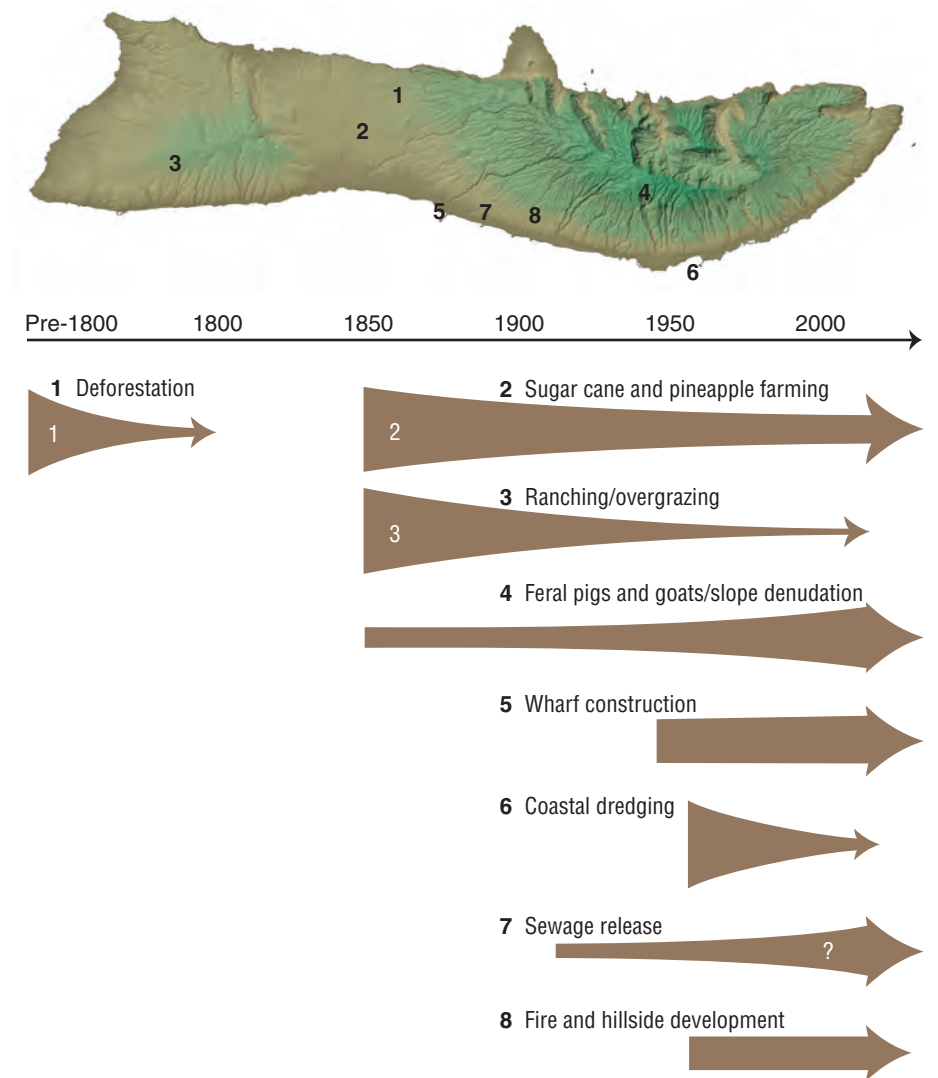 1
2
3
4
5 7 8
6
Pre-1800 1800 1850 1900 1950 2000
1 Deforestation
2 Sugar cane and pineapple farming
1
2
3 Ranching/overgrazing
3
4 Feral pigs and goats/slope denudation
5 Wharf construction
6 Coastal dredging
7 Sewage release
?
8 Fire and hillside development